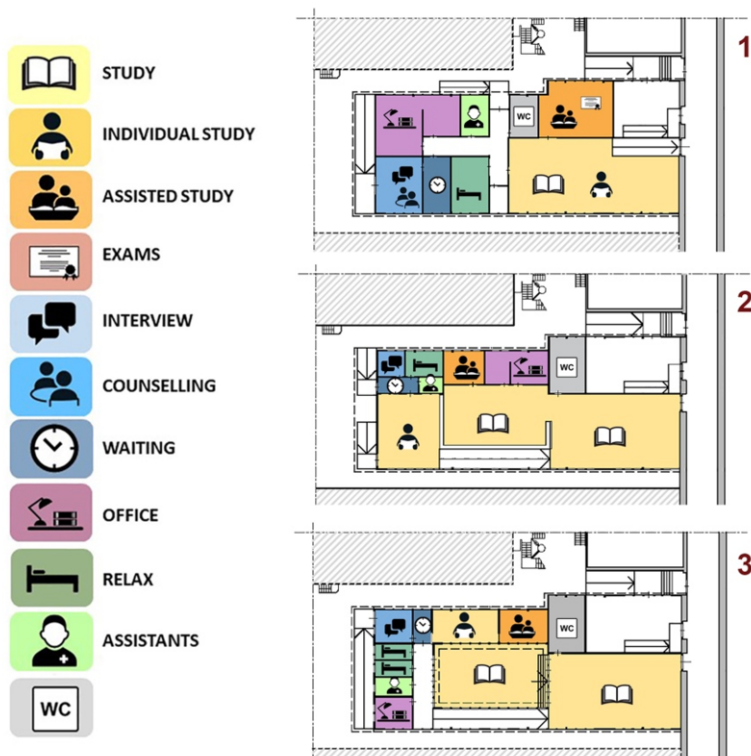 STUDY
INDIVIDUAL STUDY
ASSISTED STUDY
EXAMS
INTERVIEW
COUNSELLING
WAITING
OFFICE
RELAX
ASSISTANTS
WC
1
WC
2
WC
3
WC